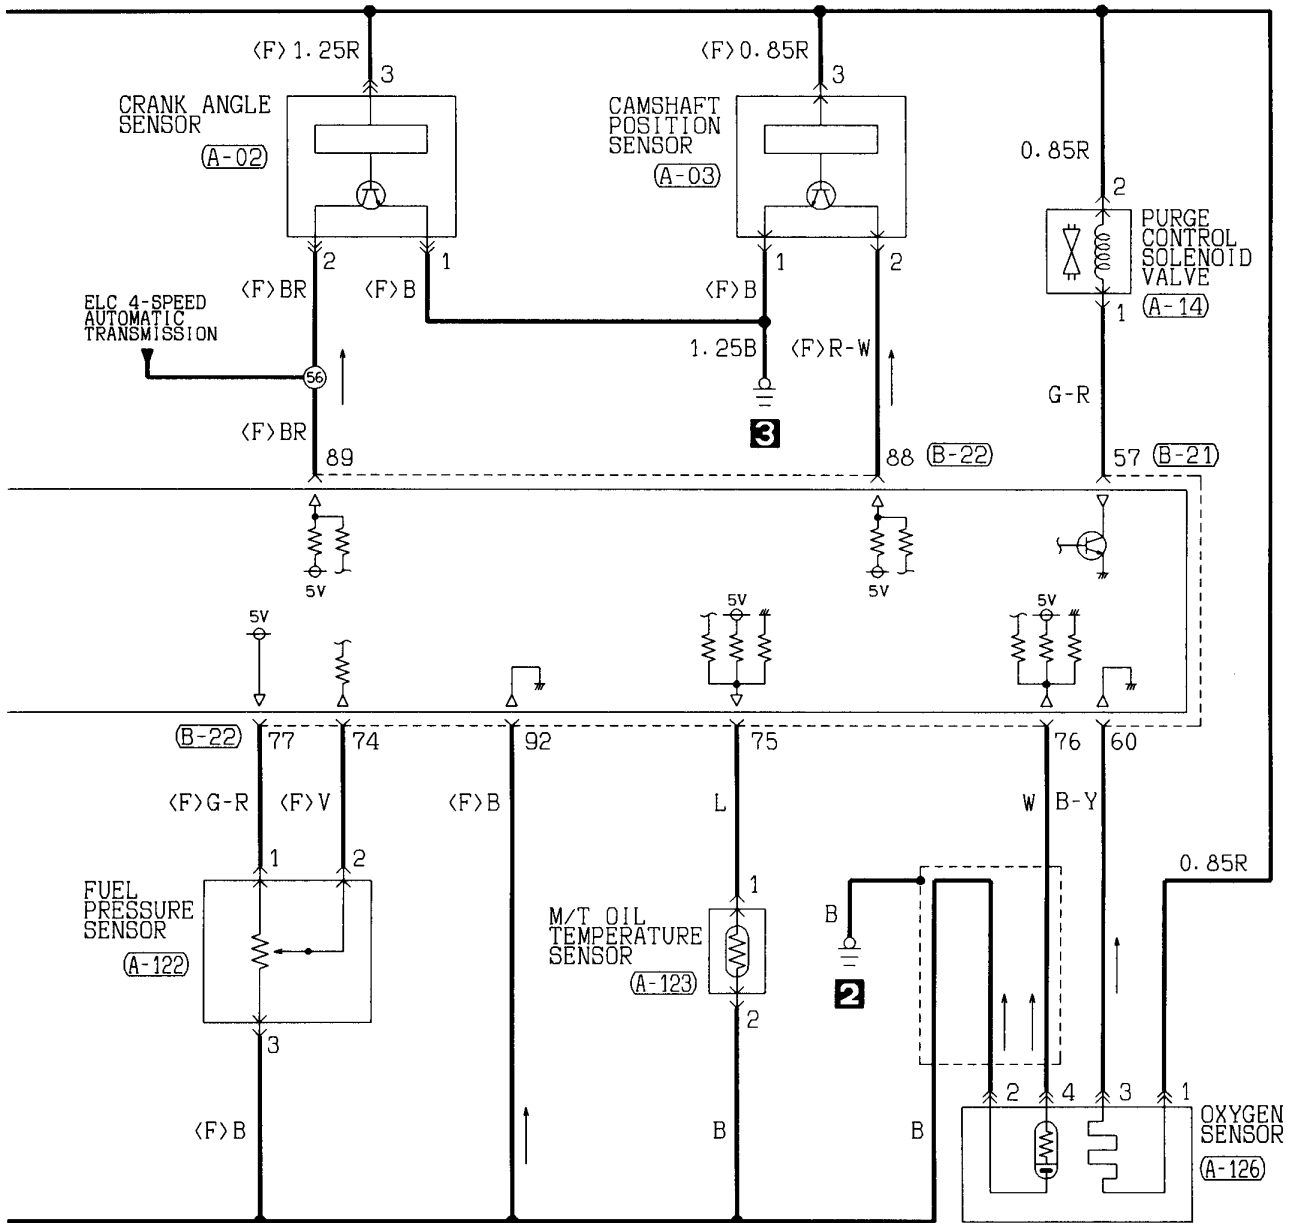 〈F〉1.25R
3
CRANK ANGLE
SENSOR
A-02
〈F〉0.85R
3
CAMSHAFT
POSITION
SENSOR
A-03
0.85R
2
PURGE
CONTROL
SOLENOID
VALVE
A-14
1
2
1
1
2
〈F〉BR
〈F〉B
〈F〉B
ELC 4-SPEED
AUTOMATIC
TRANSMISSION
56
1.25B
〈F〉R-W
3
G-R
〈F〉BR
89
88
B-22
57
B-21
5V
5V
5V
5V
5V
B-22
77
74
92
75
76
60
〈F〉G-R
〈F〉V
〈F〉B
L
W
B-Y
1
2
FUEL
PRESSURE
SENSOR
A-122
3
1
M/T OIL
TEMPERATURE
SENSOR
A-123
2
B
2
0.85R
2
4
3
1
OXYGEN
SENSOR
A-126
〈F〉B
B
B